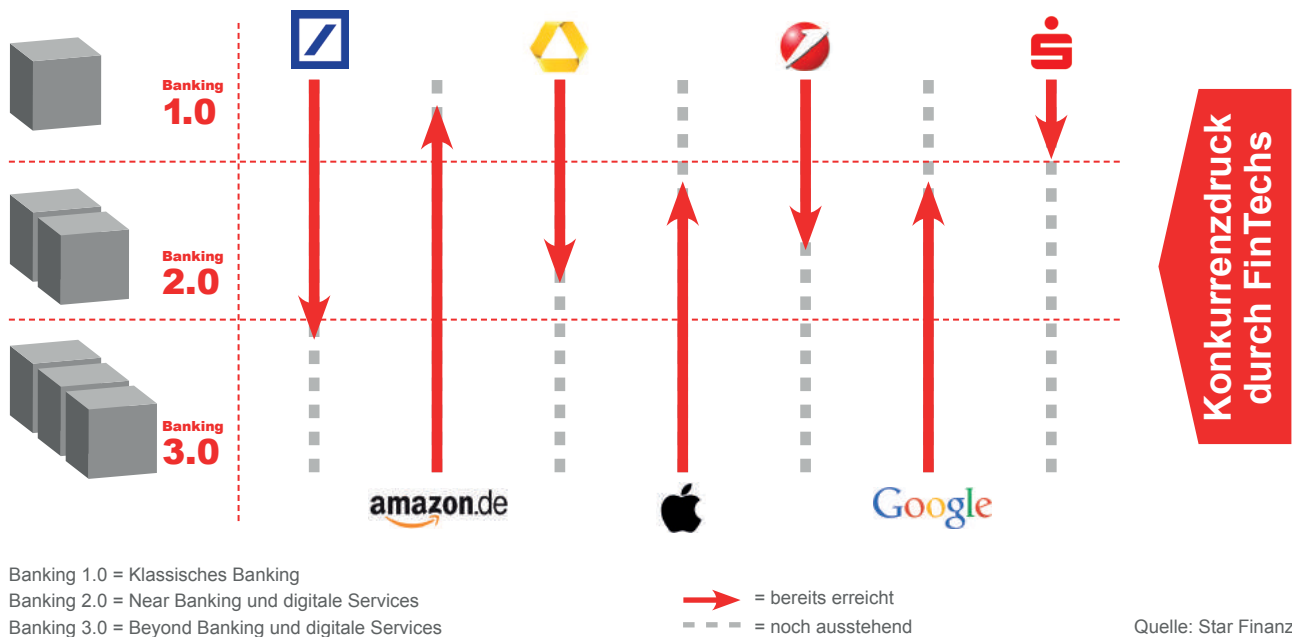 Banking
1.0
Banking
2.0
Banking
3.0
amazon.de
Google
Konkurrenzdruck
durch FinTechs
Banking 1.0 = Klassisches Banking
Banking 2.0 = Near Banking und digitale Services
Banking 3.0 = Beyond Banking und digitale Services
= bereits erreicht
= noch ausstehend
Quelle: Star Finanz